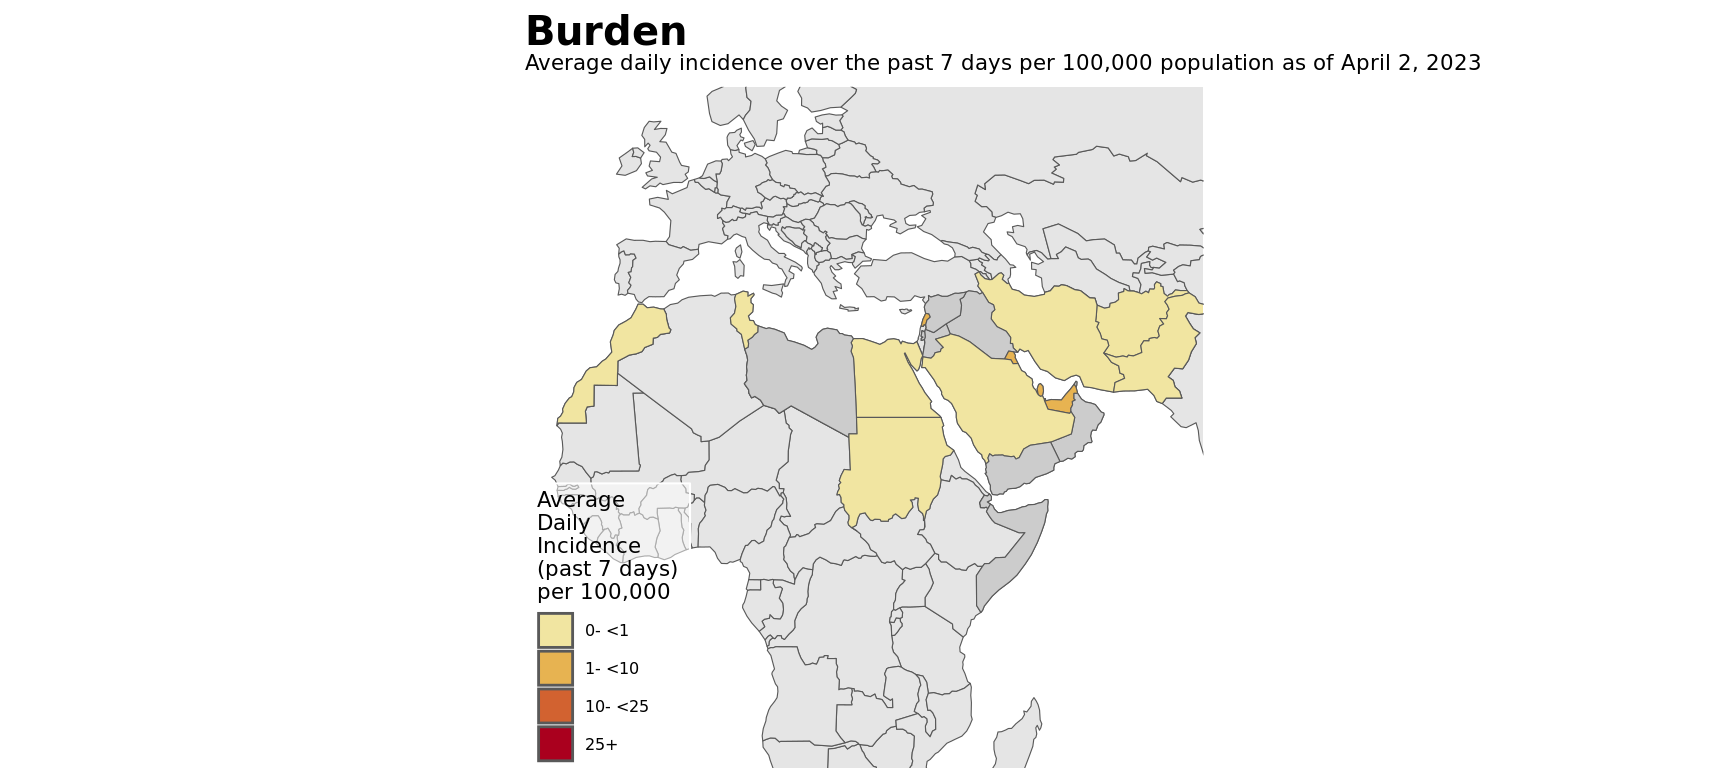 Burden
Average daily incidence over the past 7 days per 100,000 population as of April 2, 2023
Average
Daily
Incidence
(past 7 days)
per 100,000
0- <1
1- <10
10- <25
25+